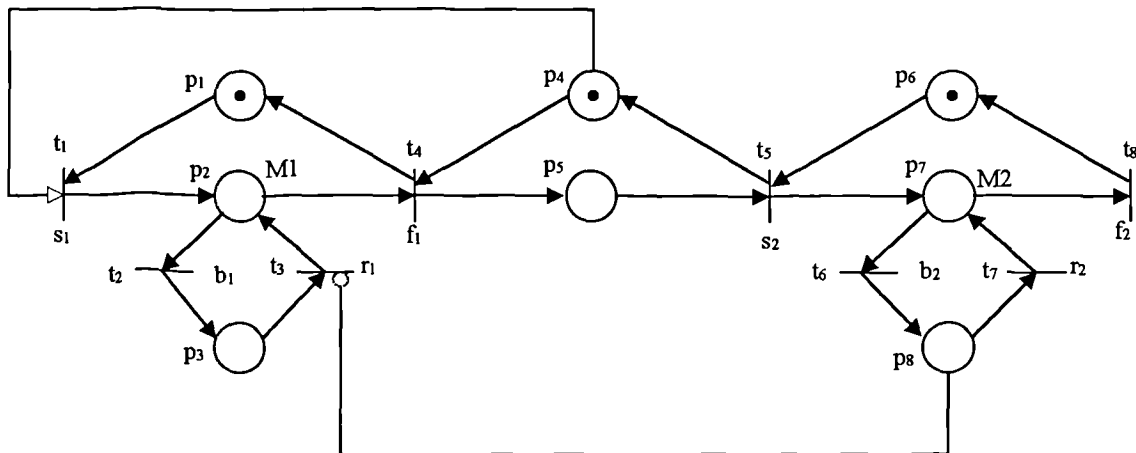 p1 p4 p6
t1 t4 t5 t8
p2 M1 p5 p7 M2
s1 f1 s2 f2
t2 b1 t3 r1 t6 b2 t7 r2
p3 p8